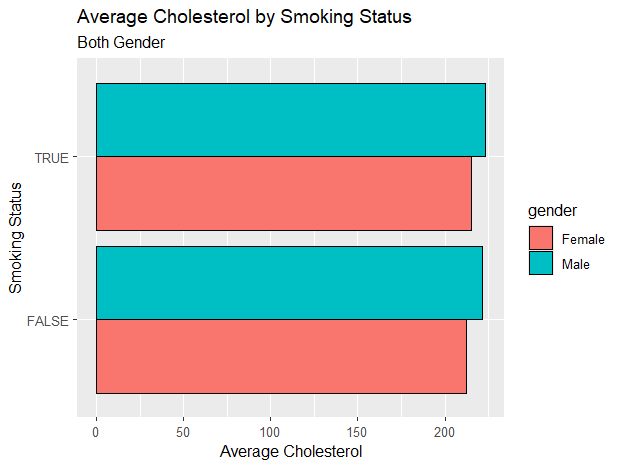 Average Cholesterol by Smoking Status
Both Gender
Smoking Status
TRUE
FALSE
0 50 100 150 200
Average Cholesterol
gender
Female
Male